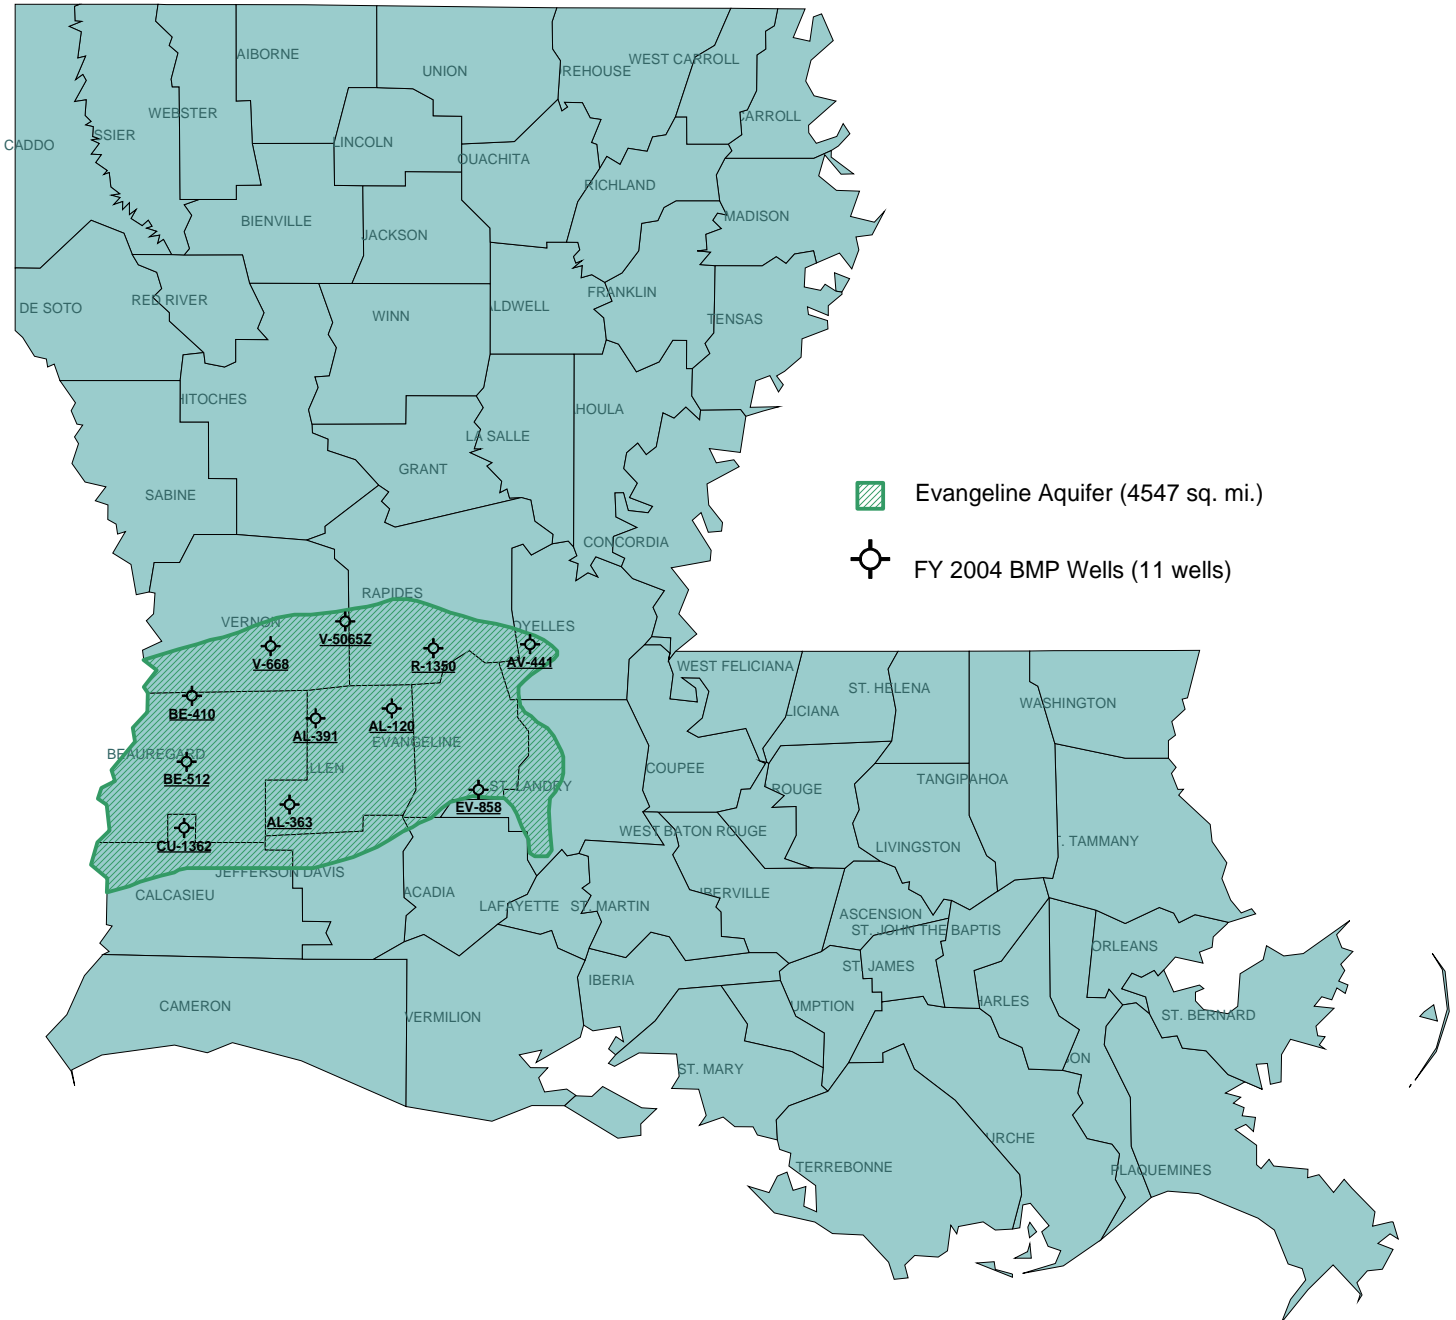 AIBORNE
UNION
REHOUSE
WEST CARROLL
WEBSTER
CADDO
SSIER
CARROLL
LINCOLN
OUACHITA
RICHLAND
BIENVILLE
JACKSON
MADISON
DE SOTO
RED RIVER
WINN
ALDWELL
FRANKLIN
TENSAS
HITOCHES
AHOULA
LA SALLE
GRANT
SABINE
Evangeline Aquifer (4547 sq. mi.)
CONCORDIA
FY 2004 BMP Wells (11 wells)
RAPIDES
VERNON
OYELLES
V-5065Z
V-668
R-1350
AV-441
WEST FELICIANA
ST. HELENA
WASHINGTON
LICIANA
BE-410
AL-391
AL-120
EVANGELINE
BEAUREGARD
LLEN
BE-512
ST. LANDRY
EV-858
COUPEE
ROUGE
TANGIPAHOA
AL-363
WEST BATON ROUGE
LIVINGSTON
T. TAMMANY
CU-1362
JEFFERSON DAVIS
CALCASIEU
ACADIA
LAFAYETTE
ST. MARTIN
IBERVILLE
ASCENSION
ST. JOHN THE BAPTIS
ORLEANS
ST. JAMES
IBERIA
CAMERON
VERMILION
UMPTION
HARLES
ST. BERNARD
SON
ST. MARY
URCHE
TERREBONNE
PLAQUEMINES